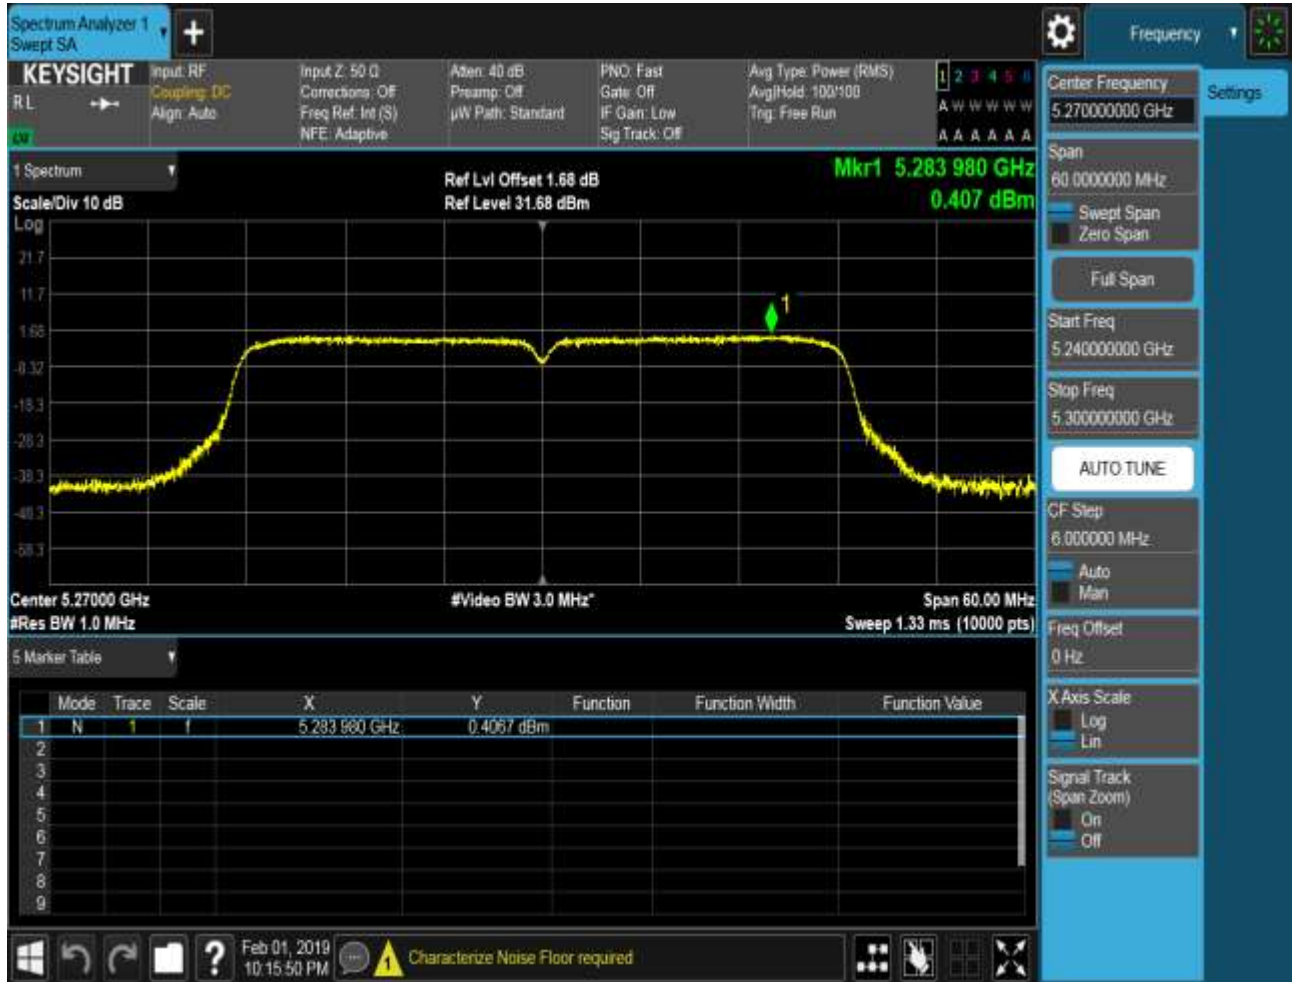 Spectrum Analyzer 1
Swept SA
+
Frequency
KEYSIGHT
RL
Input: RF
Coupling: DC
Align: Auto
Input Z: 50 Ω
Corrections: Off
Freq Ref: Int (S)
NFE: Adaptive
Atten: 40 dB
Preamp: Off
µW Path: Standard
PNO: Fast
Gate: Off
IF Gain: Low
Sig Track: Off
Avg Type: Power (RMS)
Avg|Hold: 100/100
Trig: Free Run
1 2 3 4 5 6
A W W W W W
A A A A A A
1 Spectrum
Scale/Div 10 dB
Ref Lvl Offset 1.68 dB
Ref Level 31.68 dBm
Mkr1 5.283 980 GHz
0.407 dBm
Log
21.7
11.7
1.68
-8.32
-18.3
-28.3
-38.3
-48.3
-58.3
1
Center 5.27000 GHz
#Res BW 1.0 MHz
#Video BW 3.0 MHz*
Span 60.00 MHz
Sweep 1.33 ms (10000 pts)
5 Marker Table
Mode Trace Scale X Y Function Function Width Function Value
1 N 1 f 5.283 980 GHz 0.4067 dBm
2
3
4
5
6
7
8
9
Center Frequency
5.270000000 GHz
Settings
Span
60.0000000 MHz
Swept Span
Zero Span
Full Span
Start Freq
5.240000000 GHz
Stop Freq
5.300000000 GHz
AUTO TUNE
CF Step
6.000000 MHz
Auto
Man
Freq Offset
0 Hz
X Axis Scale
Log
Lin
Signal Track
(Span Zoom)
On
Off
?
Feb 01, 2019
10:15:50 PM
1
Characterize Noise Floor required